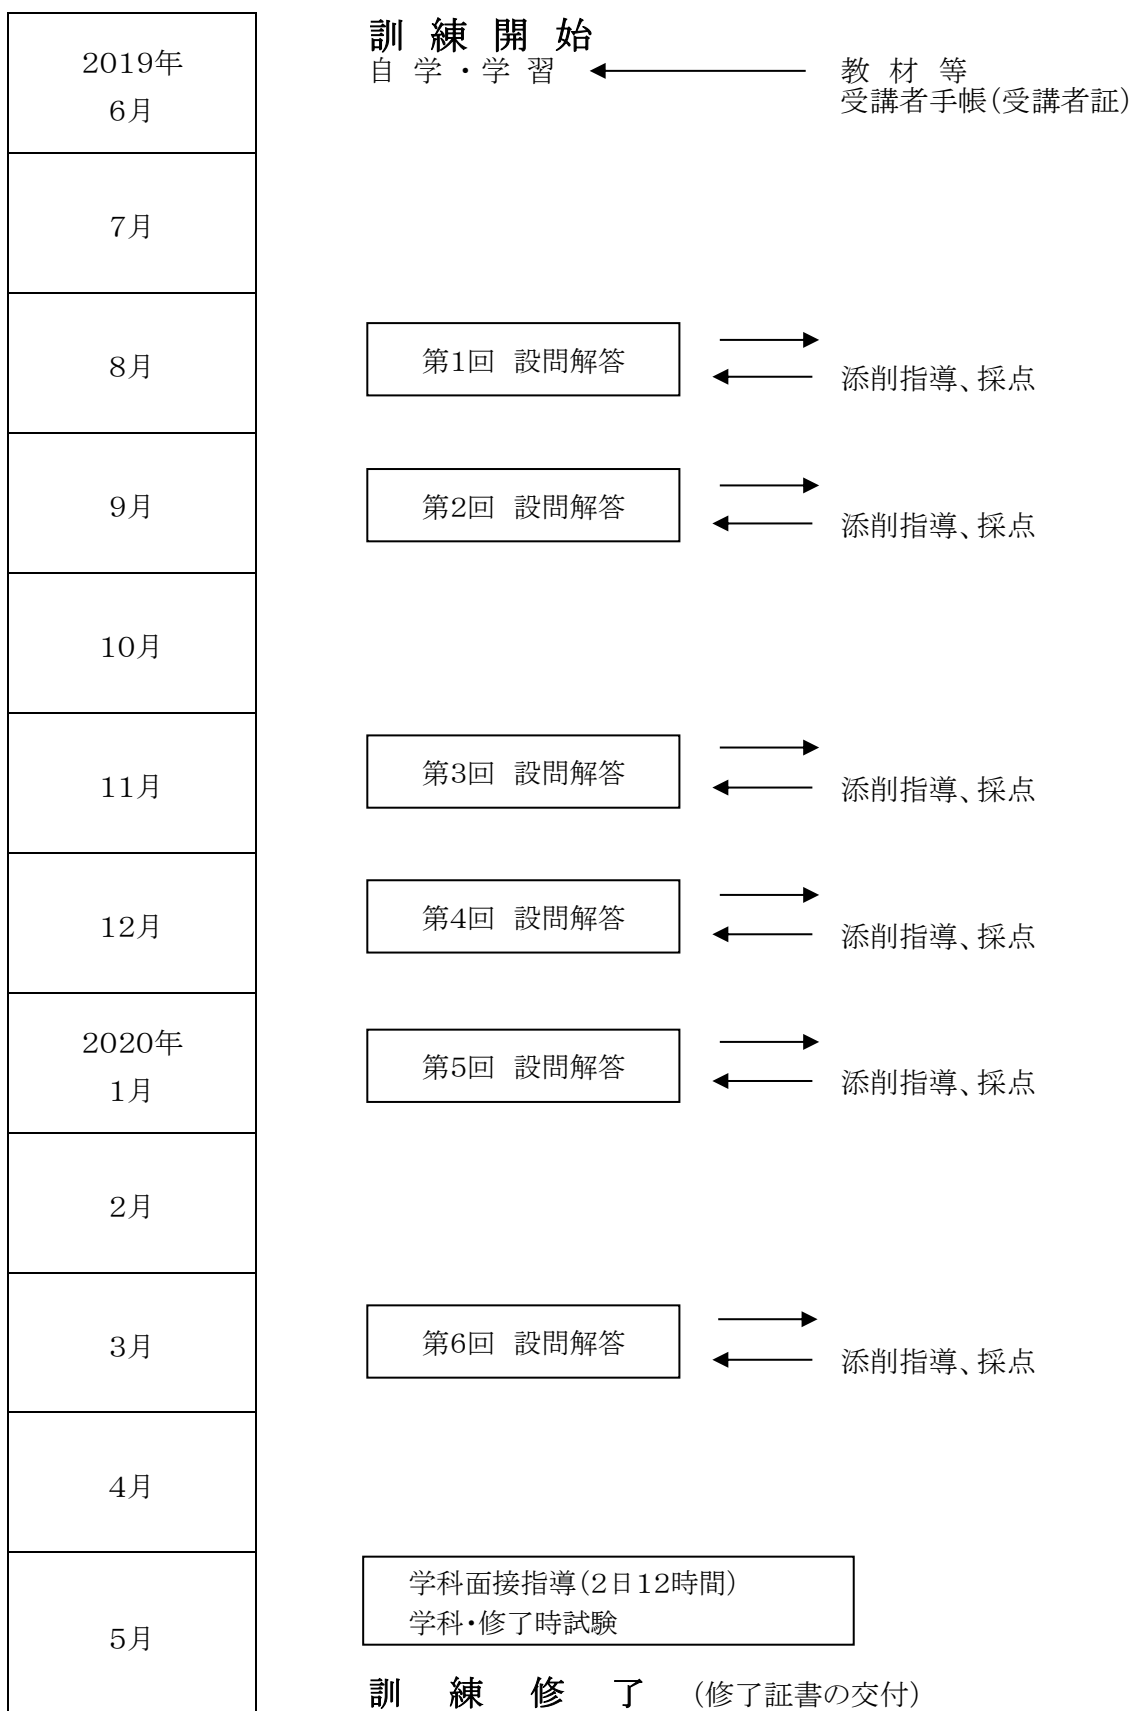 2019年
6月
訓練開始
自学・学習
教材等
受講者手帳(受講者証)
7月
8月
第1回 設問解答
添削指導、採点
9月
第2回 設問解答
添削指導、採点
10月
11月
第3回 設問解答
添削指導、採点
12月
第4回 設問解答
添削指導、採点
2020年
1月
第5回 設問解答
添削指導、採点
2月
3月
第6回 設問解答
添削指導、採点
4月
5月
学科面接指導(2日12時間)
学科・修了時試験
訓練修了 (修了証書の交付)